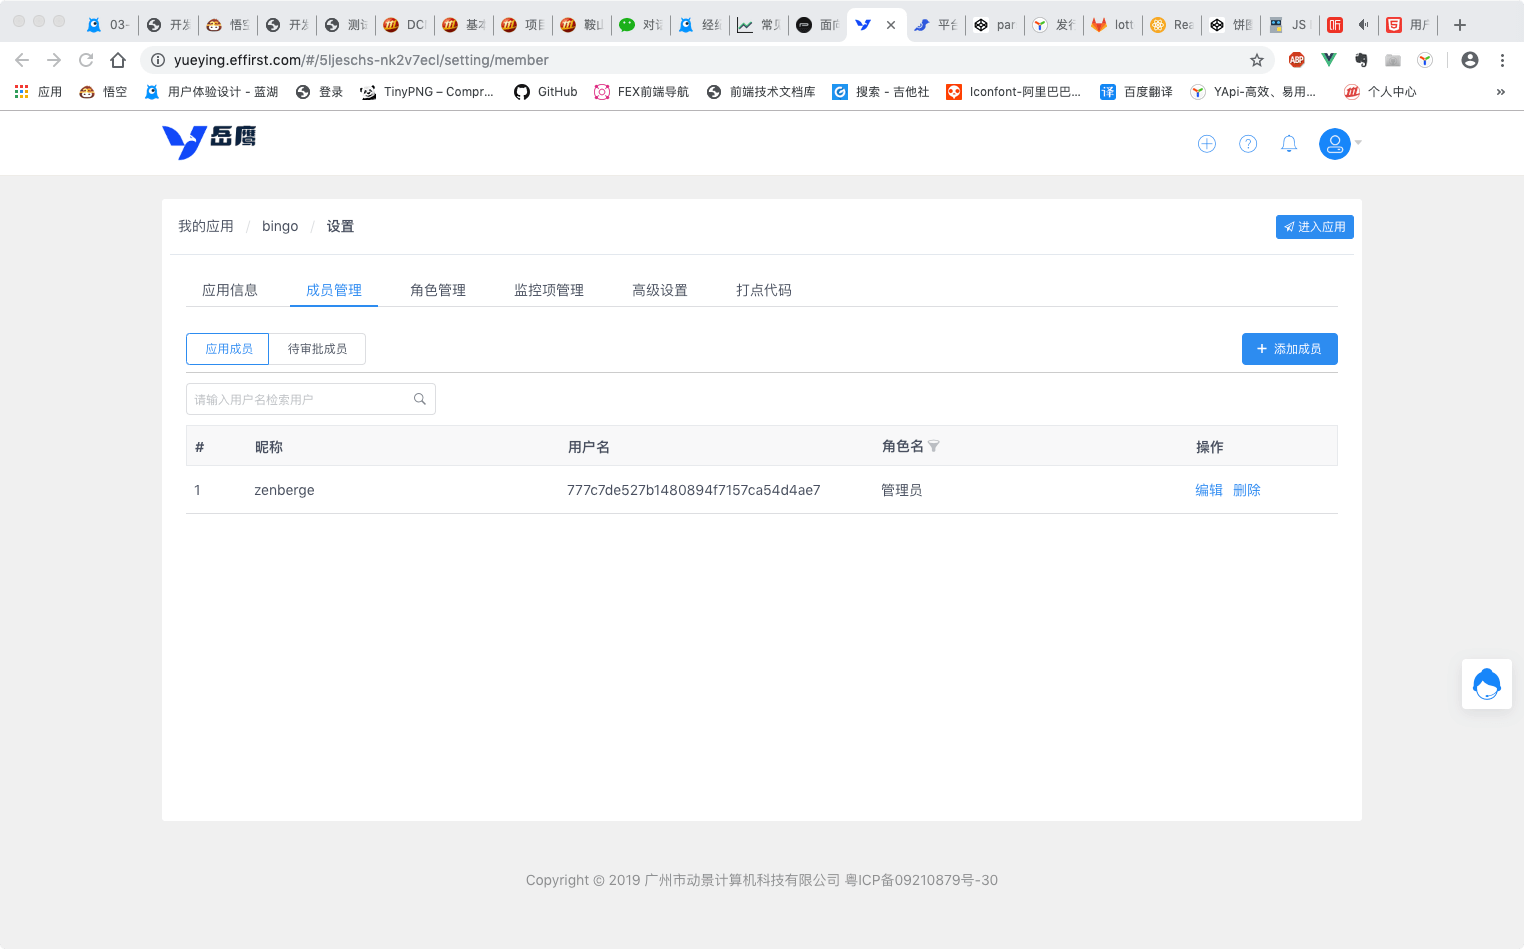 03- 开发 悟空 开发 测试 DC 基本 项目 鞍山 对话 经纬 常见 面向 平台 par 发行 lott Rea 饼图 JS 用户
yueying.effirst.com/#/5ljeschs-nk2v7ecl/setting/member
应用 悟空 用户体验设计 - 蓝湖 登录 TinyPNG – Compr... GitHub FEX前端导航 前端技术文档库 搜索 - 吉他社 Iconfont-阿里巴巴... 百度翻译 YApi-高效、易用... 个人中心 »
岳鹰
我的应用 / bingo / 设置 进入应用
应用信息 成员管理 角色管理 监控项管理 高级设置 打点代码
应用成员 待审批成员 + 添加成员
请输入用户名检索用户
# 昵称 用户名 角色名 操作
1 zenberge 777c7de527b1480894f7157ca54d4ae7 管理员 编辑 删除
Copyright © 2019 广州市动景计算机科技有限公司 粤ICP备09210879号-30